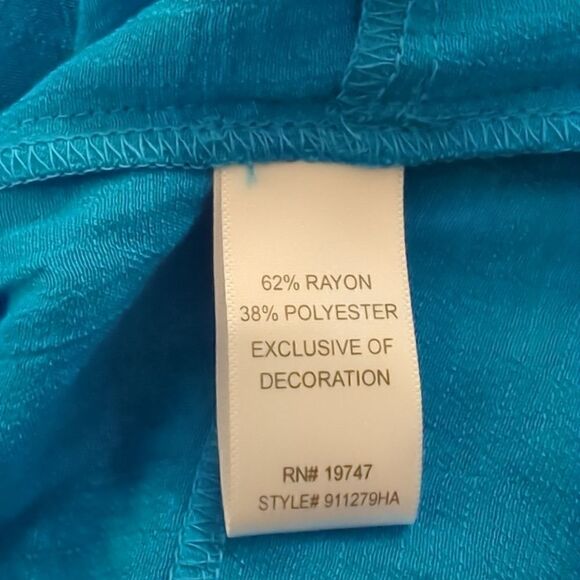 62% RAYON
38% POLYESTER
EXCLUSIVE OF
DECORATION
RN# 19747
STYLE# 911279HA